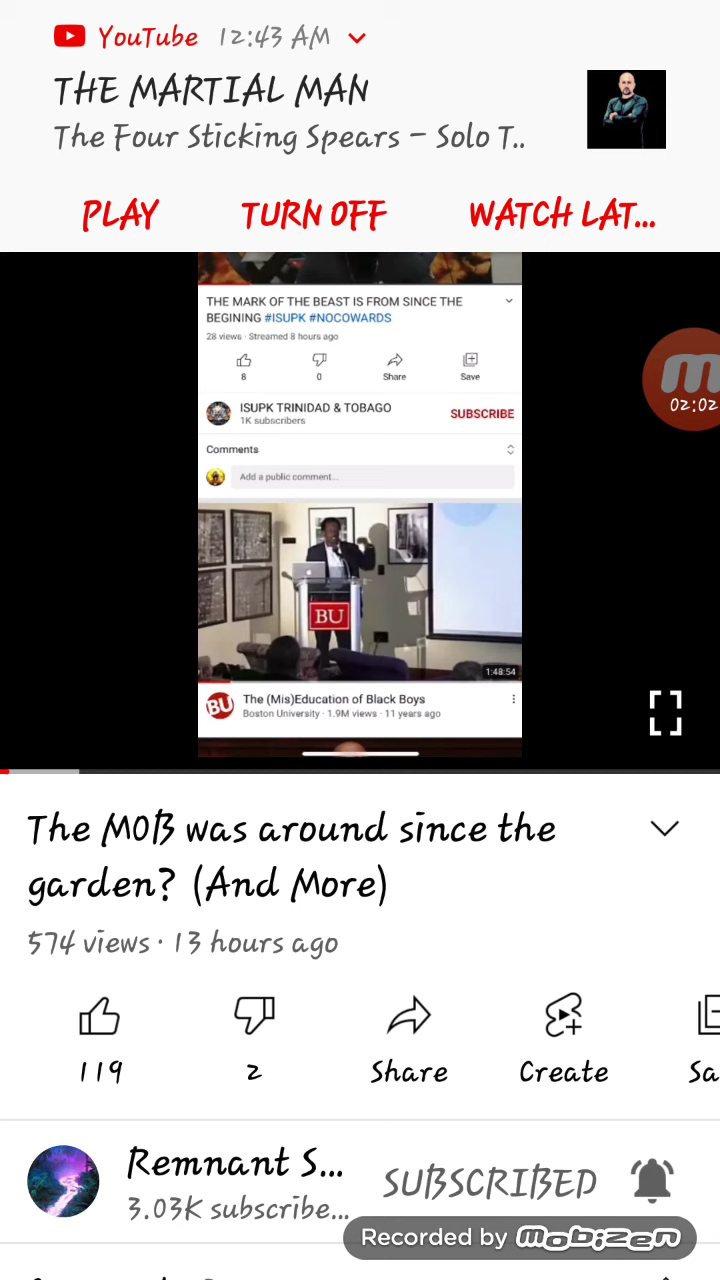 YouTube 12:43 AM
THE MARTIAL MAN
The Four Sticking Spears - Solo T..
PLAY TURN OFF WATCH LAT...
THE MARK OF THE BEAST IS FROM SINCE THE
BEGINING #ISUPK #NOCOWARDS
28 views · Streamed 8 hours ago
8 0 Share Save
02:02
ISUPK TRINIDAD & TOBAGO
1K subscribers
SUBSCRIBE
Comments
Add a public comment...
BU
1:48:54
BU
The (Mis)Education of Black Boys
Boston University · 1.9M views · 11 years ago
The MOB was around since the
garden? (And More)
574 views · 13 hours ago
119 2 Share Create Sa
Remnant S...
3.03K subscribe...
SUBSCRIBED
Recorded by mobizen